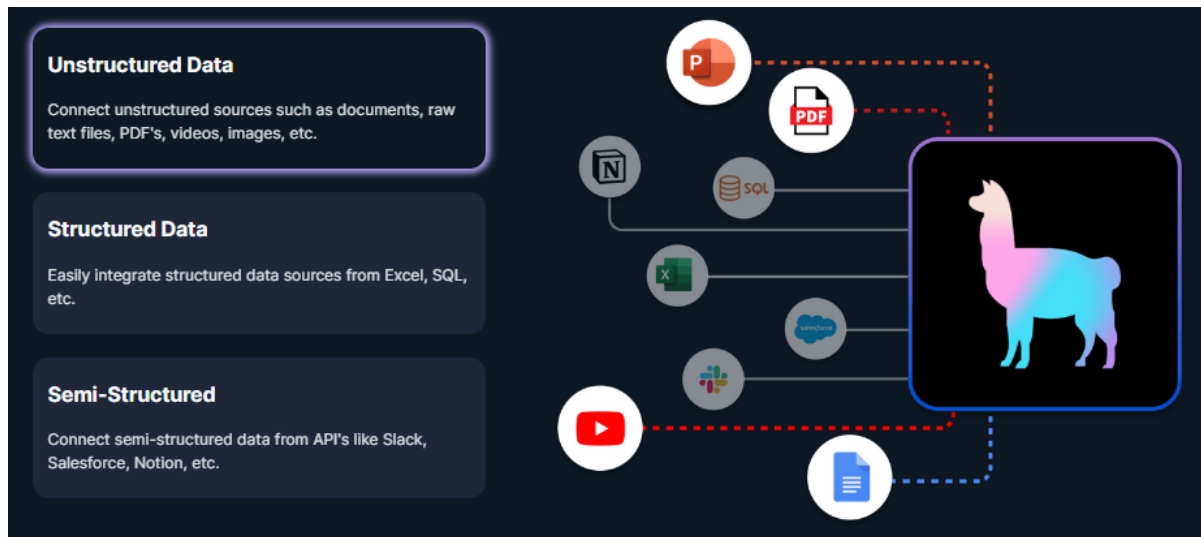 Unstructured Data
Connect unstructured sources such as documents, raw
text files, PDF's, videos, images, etc.
Structured Data
Easily integrate structured data sources from Excel, SQL,
etc.
Semi-Structured
Connect semi-structured data from API's like Slack,
Salesforce, Notion, etc.
P
PDF
N
SQL
X
salesforce